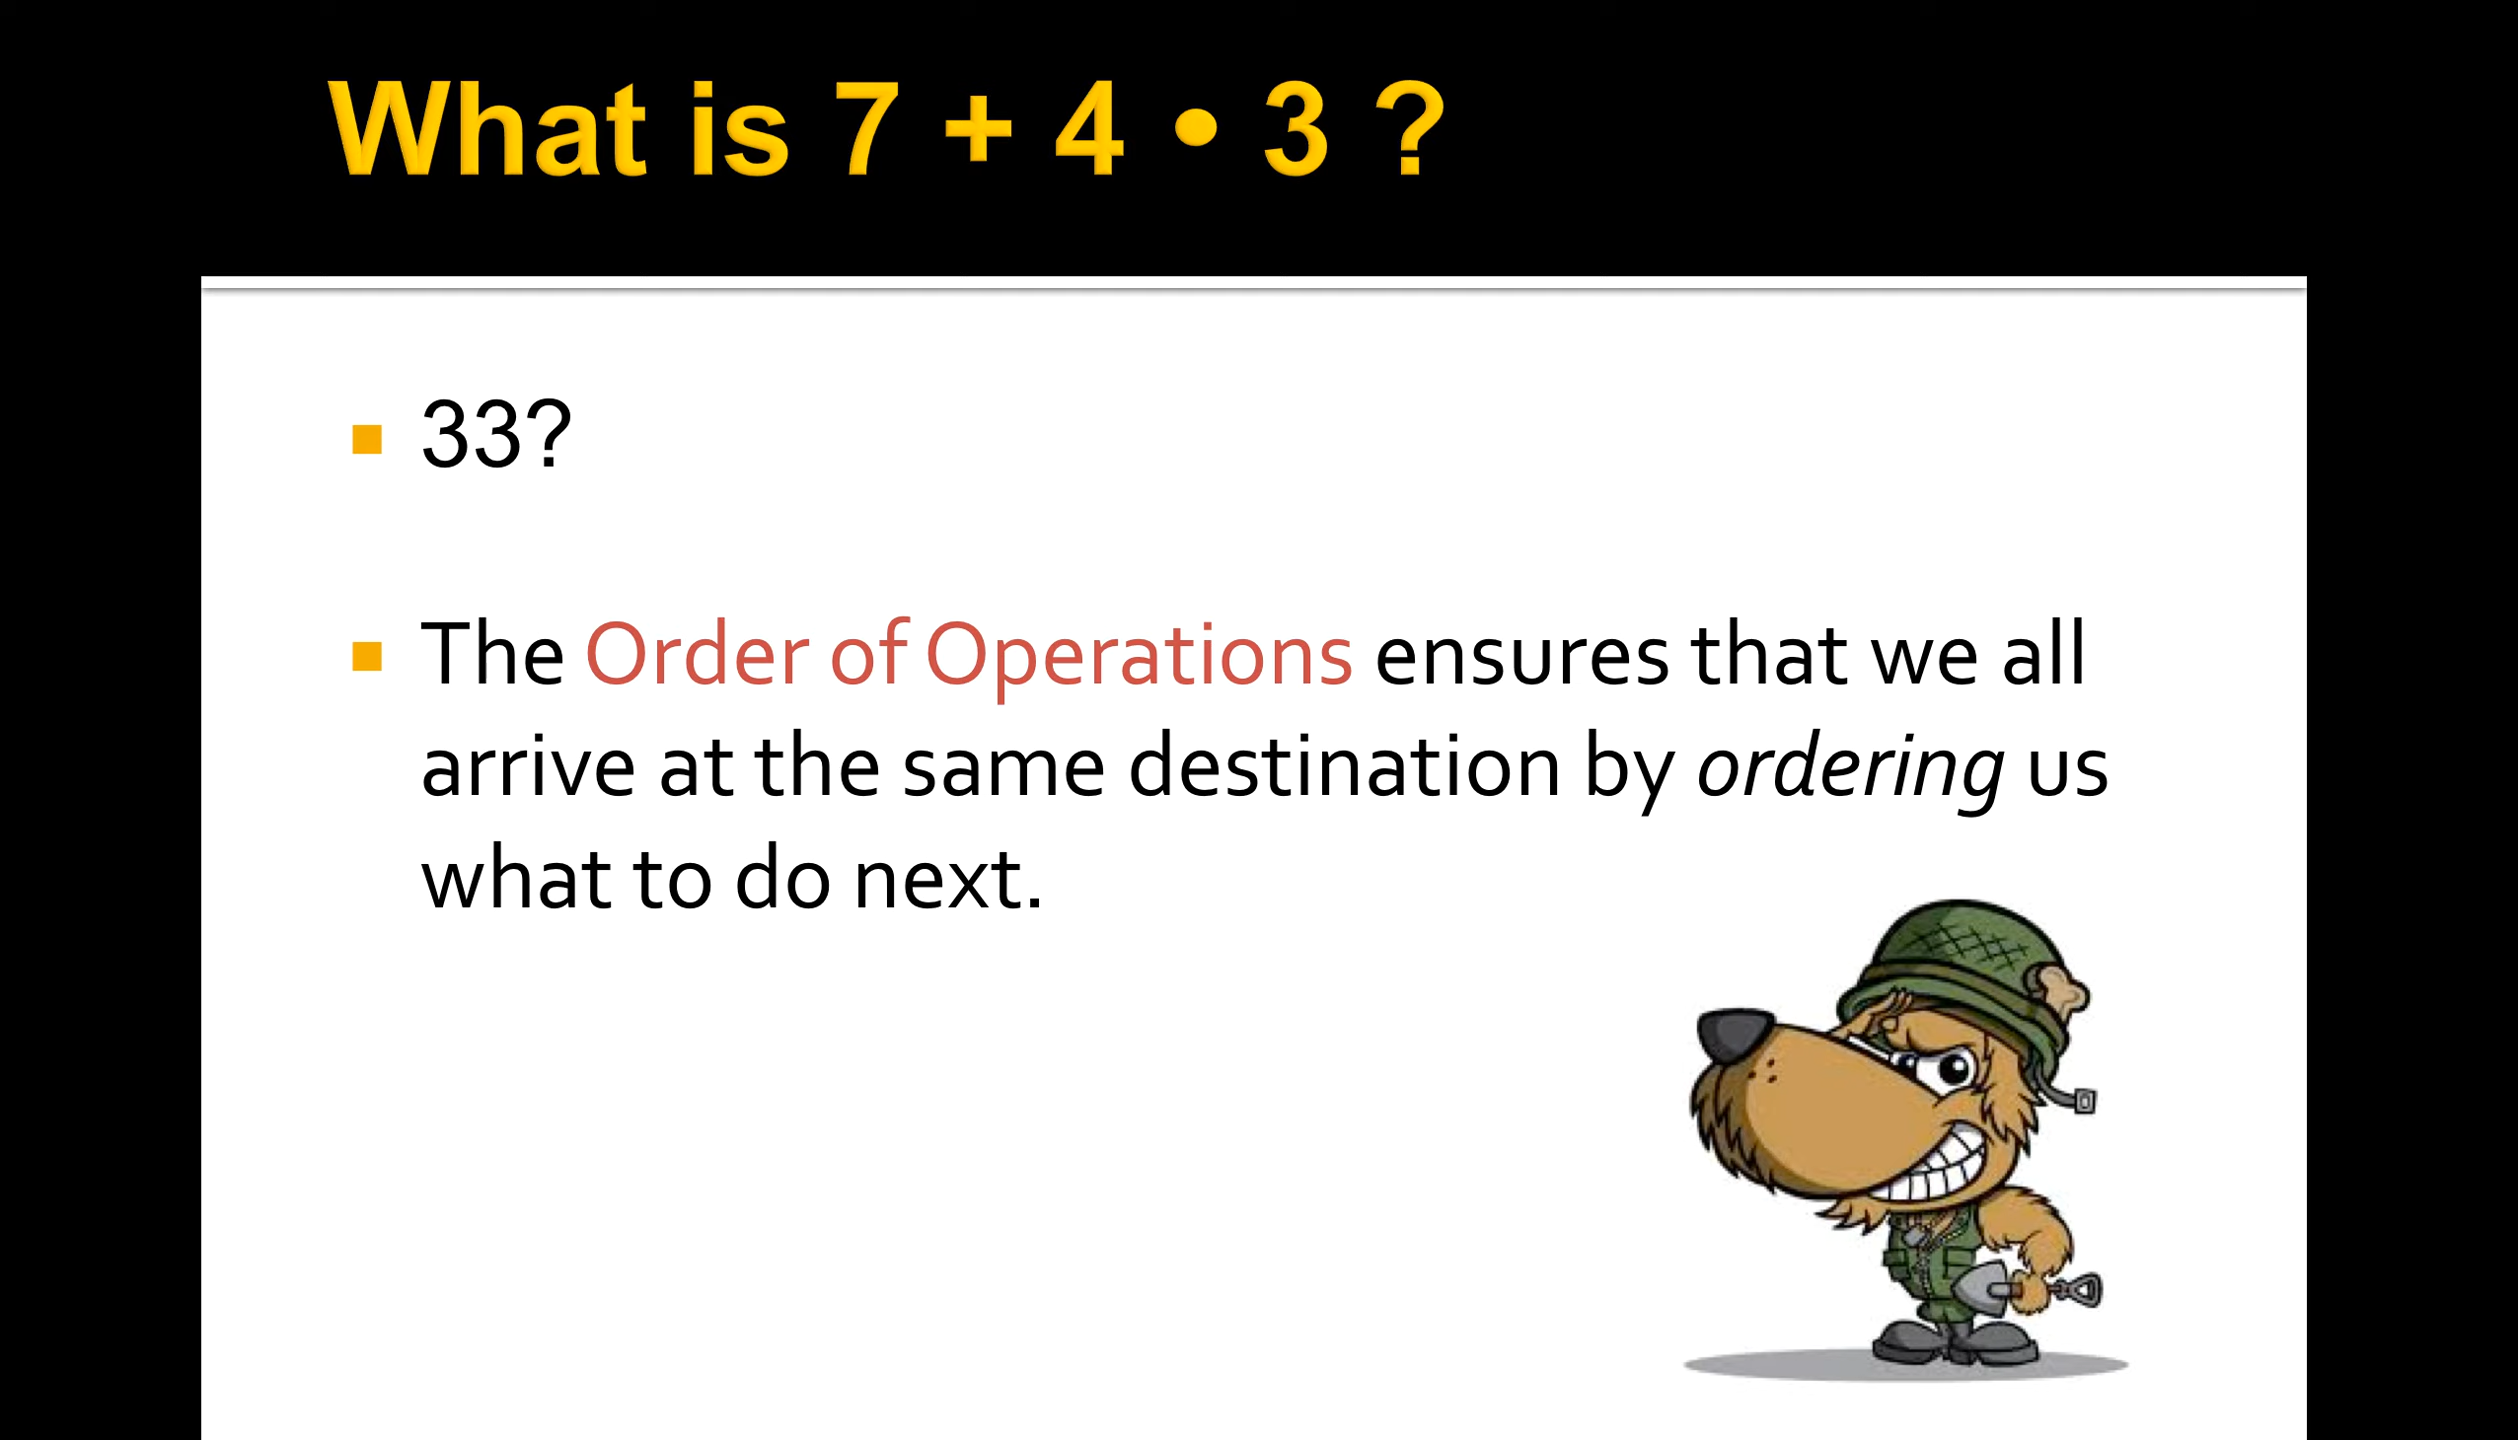 What is 7 + 4 • 3 ?
33?
The Order of Operations ensures that we all
arrive at the same destination by ordering us
what to do next.